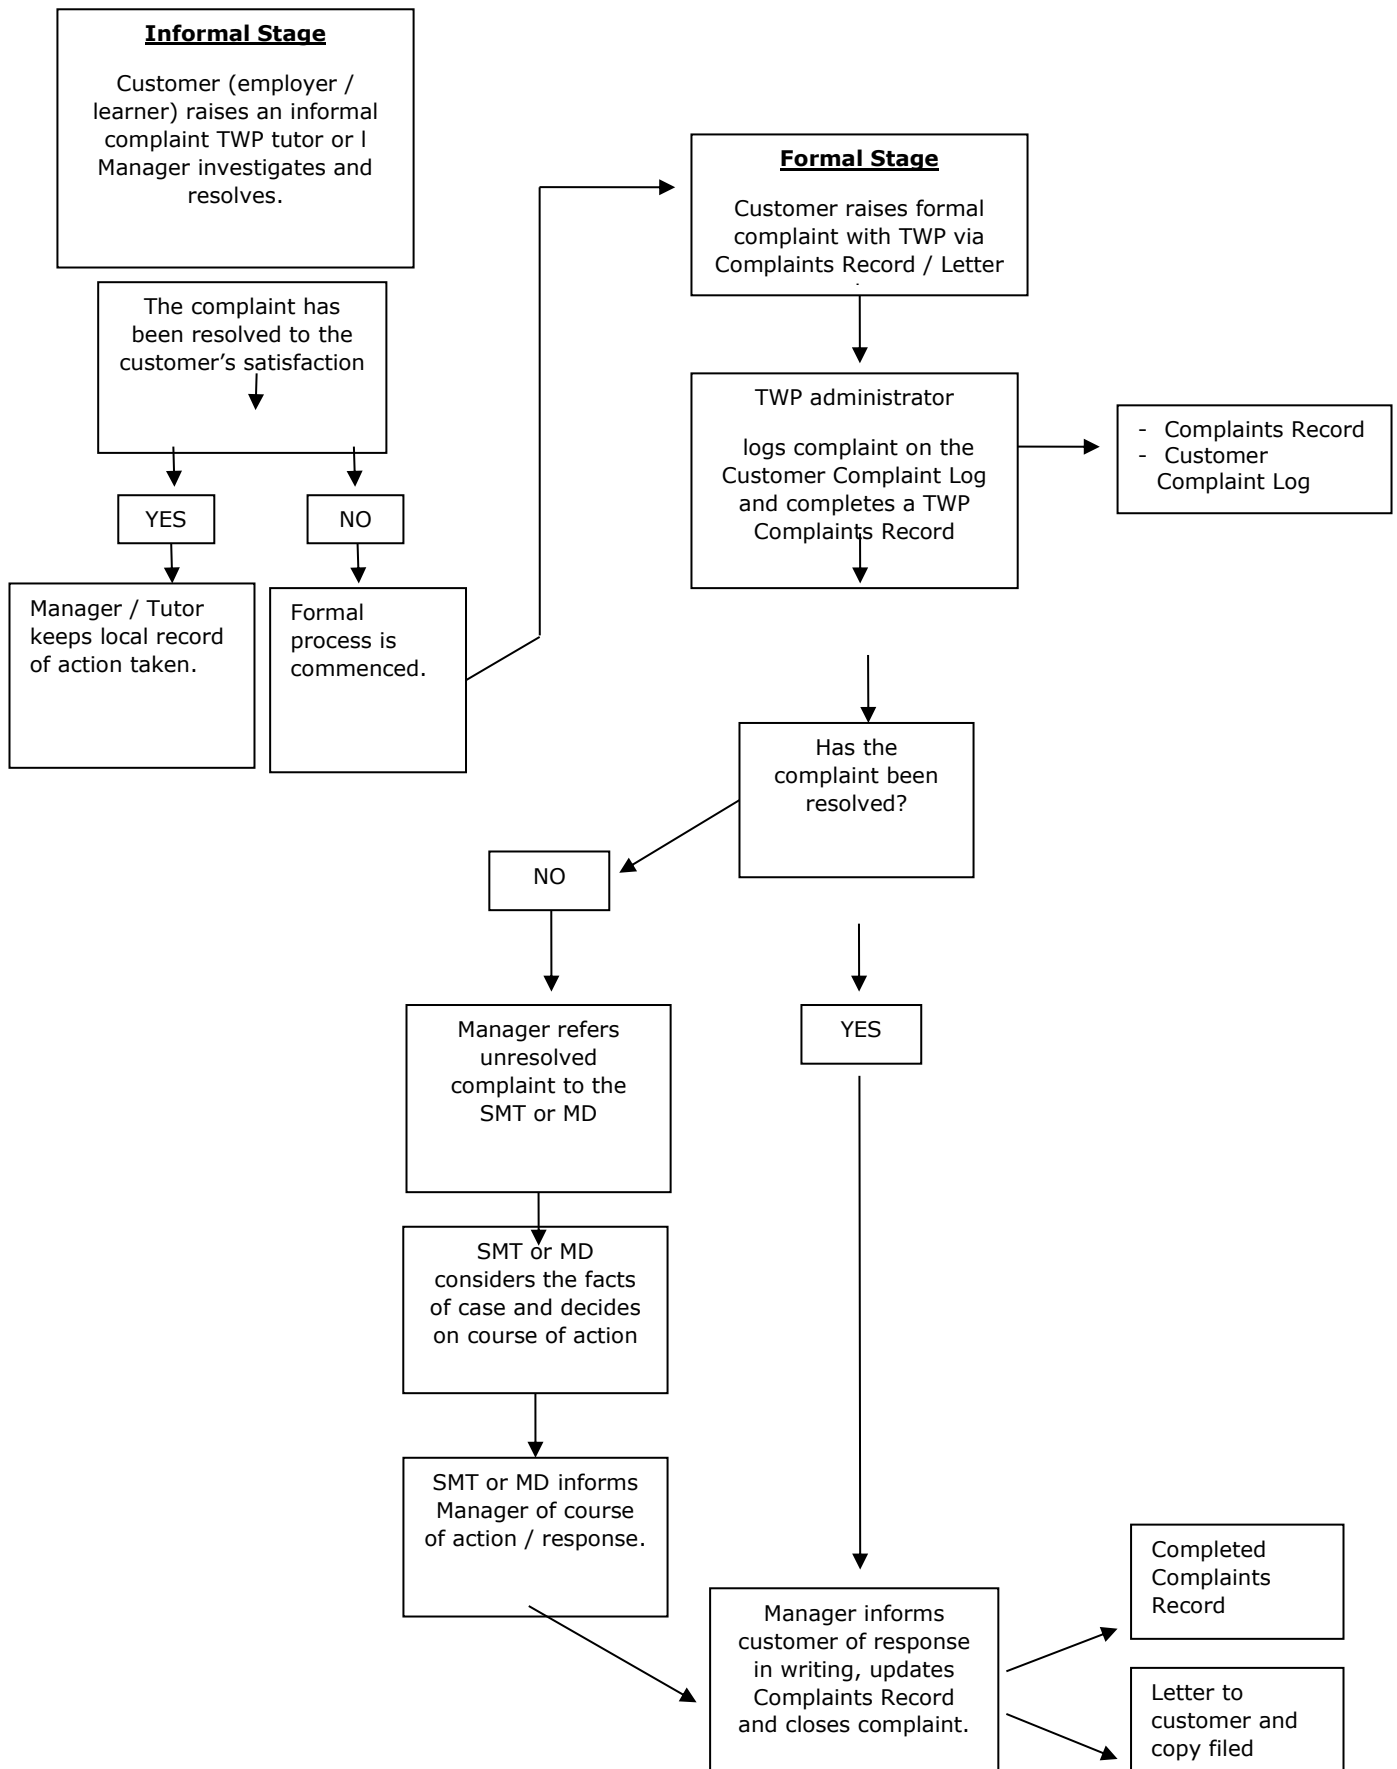 Informal Stage
Customer (employer /
learner) raises an informal
complaint TWP tutor or l
Manager investigates and
resolves.
The complaint has
been resolved to the
customer’s satisfaction
YES
NO
Manager / Tutor
keeps local record
of action taken.
Formal
process is
commenced.
Formal Stage
Customer raises formal
complaint with TWP via
Complaints Record / Letter
.
TWP administrator
logs complaint on the
Customer Complaint Log
and completes a TWP
Complaints Record
- Complaints Record
- Customer
Complaint Log
Has the
complaint been
resolved?
NO
YES
Manager refers
unresolved
complaint to the
SMT or MD
SMT or MD
considers the facts
of case and decides
on course of action
SMT or MD informs
Manager of course
of action / response.
Manager informs
customer of response
in writing, updates
Complaints Record
and closes complaint.
Completed
Complaints
Record
Letter to
customer and
copy filed